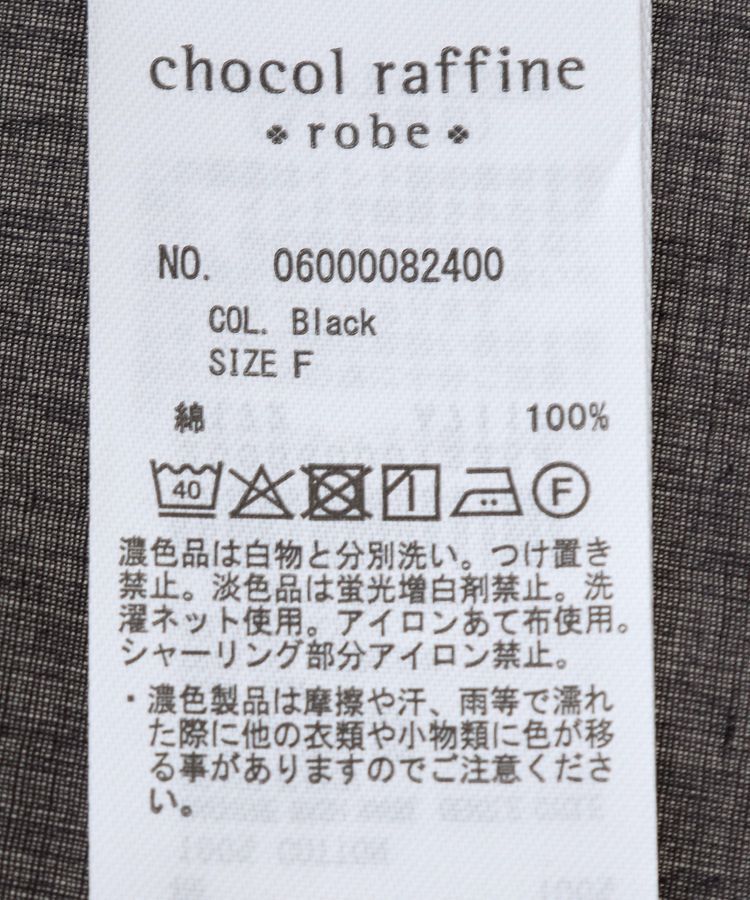 chocol raffine
robe
NO. 06000082400
COL. Black
SIZE F
綿 100%
40 F
濃色品は白物と分別洗い。つけ置き
禁止。淡色品は蛍光増白剤禁止。洗
濯ネット使用。アイロンあて布使用。
シャーリング部分アイロン禁止。
・濃色製品は摩擦や汗、雨等で濡れ
た際に他の衣類や小物類に色が移
る事がありますのでご注意くださ
い。
100% COTTON